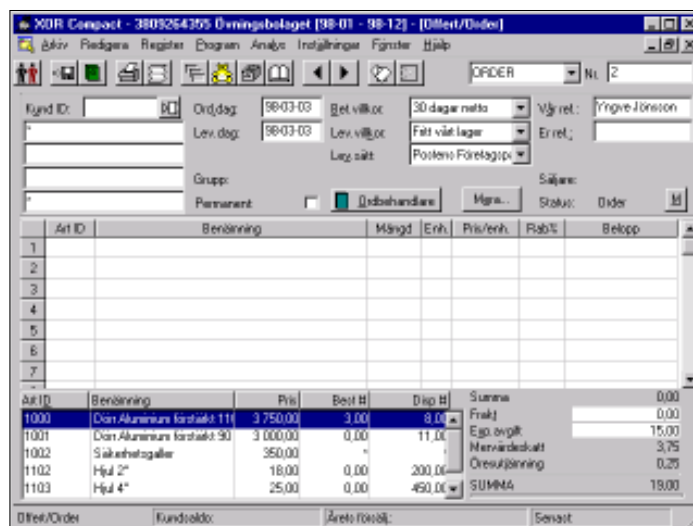 XOR Compact - 3809264355 Övningsbolaget [98-01 - 98-12] - [Offert/Order]
Arkiv Redigera Register Program Analys Inställningar Fönster Hjälp
ORDER Nr. 2
Kund ID: Ord.dag: 98-03-03 Bet.villkor: 30 dagar netto Vår ref.: Yngve Jönsson
* Lev. dag: 98-03-03 Lev. villkor: Fritt vårt lager Er ref.:
Lev. sätt: Postens Företagspa
Grupp: Säljare:
* Permanent Ordbehandlare Mera... Status: Order M
Art ID Benämning Mängd Enh. Pris/enh. Rab% Belopp
1
2
3
4
5
6
7
Art ID Benämning Pris Best # Disp # Summa 0,00
1000 Dörr Aluminium förstärkt 110 3 750,00 3,00 8,00 Frakt 0,00
1001 Dörr Aluminium förstärkt 90 3 000,00 0,00 11,00 Exp. avgift 15,00
1002 Säkerhetsgaller 350,00 * * Mervärdeskatt 3,75
1102 Hjul 2" 18,00 0,00 200,00 Öresutjämning 0,25
1103 Hjul 4" 25,00 0,00 450,00 SUMMA 19,00
Offert/Order Kundsaldo: Årets försälj.: Senast: